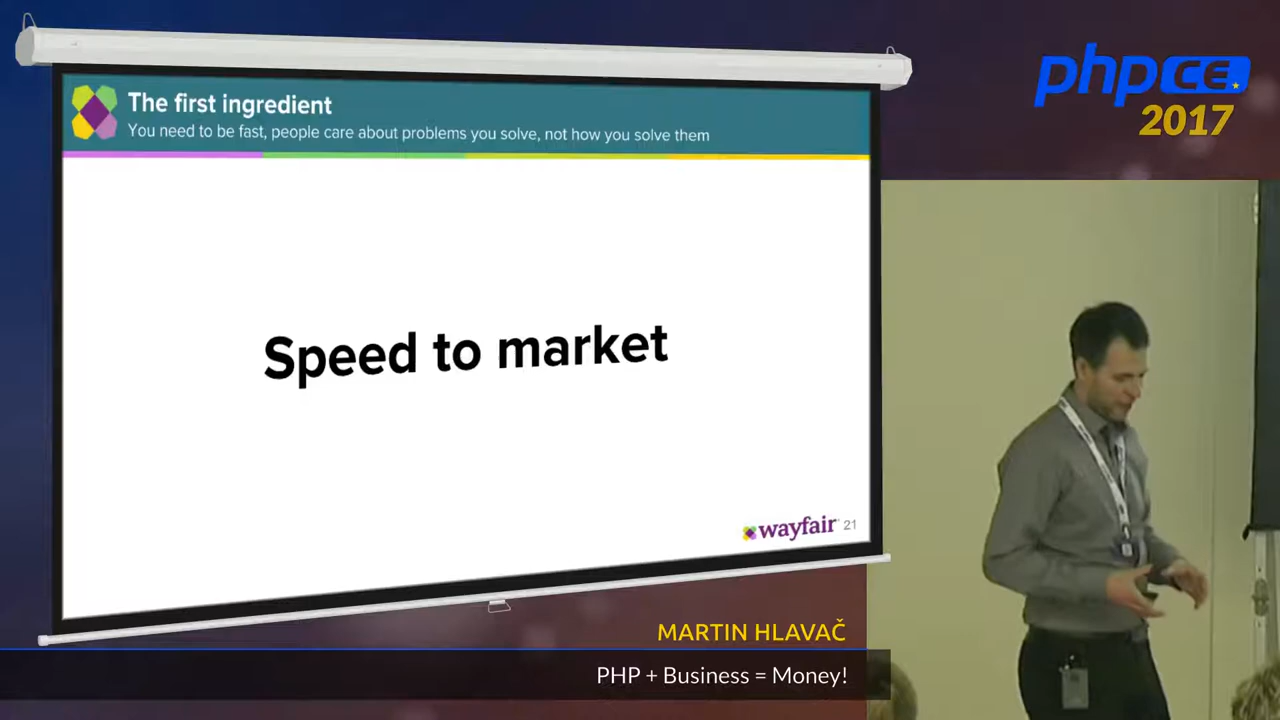 The first ingredient
You need to be fast, people care about problems you solve, not how you solve them
Speed to market
wayfair 21
phpCE
2017
MARTIN HLAVAČ
PHP + Business = Money!